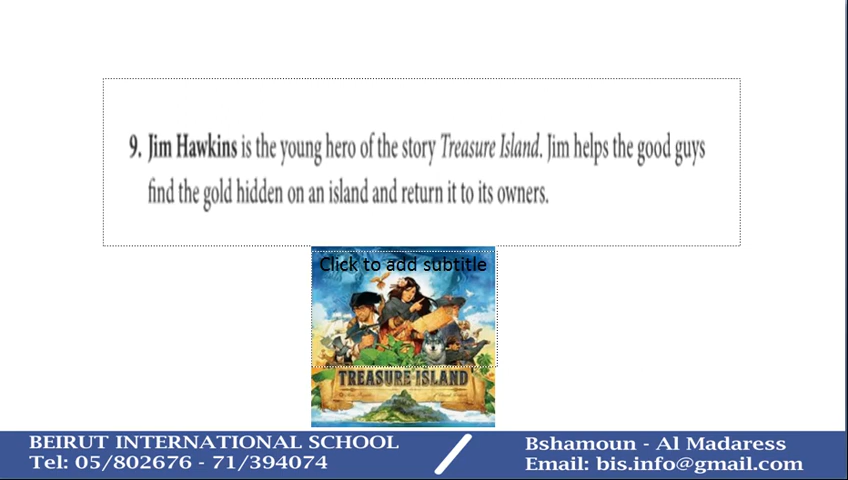 9. Jim Hawkins is the young hero of the story Treasure Island. Jim helps the good guys
find the gold hidden on an island and return it to its owners.
Click to add subtitle
TREASURE ISLAND
BEIRUT INTERNATIONAL SCHOOL
Tel: 05/802676 - 71/394074
Bshamoun - Al Madaress
Email: bis.info@gmail.com